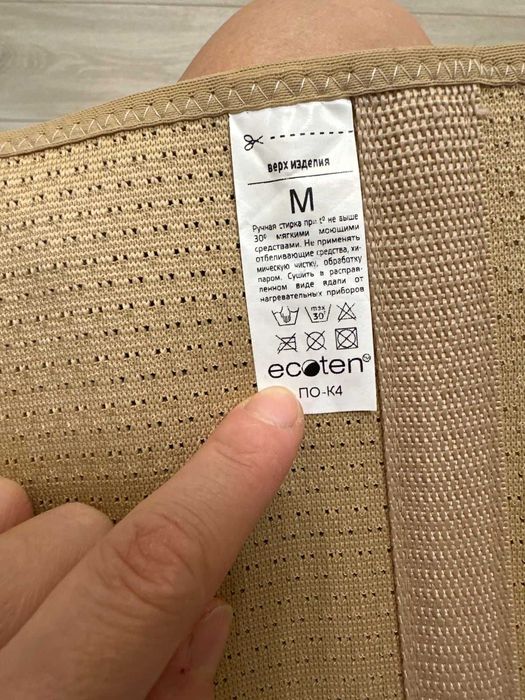 верх изделия
M
Ручная стирка при t° не выше
30° мягкими моющими
средствами. Не применять
отбеливающие средства, хи-
мическую чистку, обработку
паром. Сушить в расправ-
ленном виде вдали от
нагревательных приборов
max
30°
ecoten TM
ПО-К4